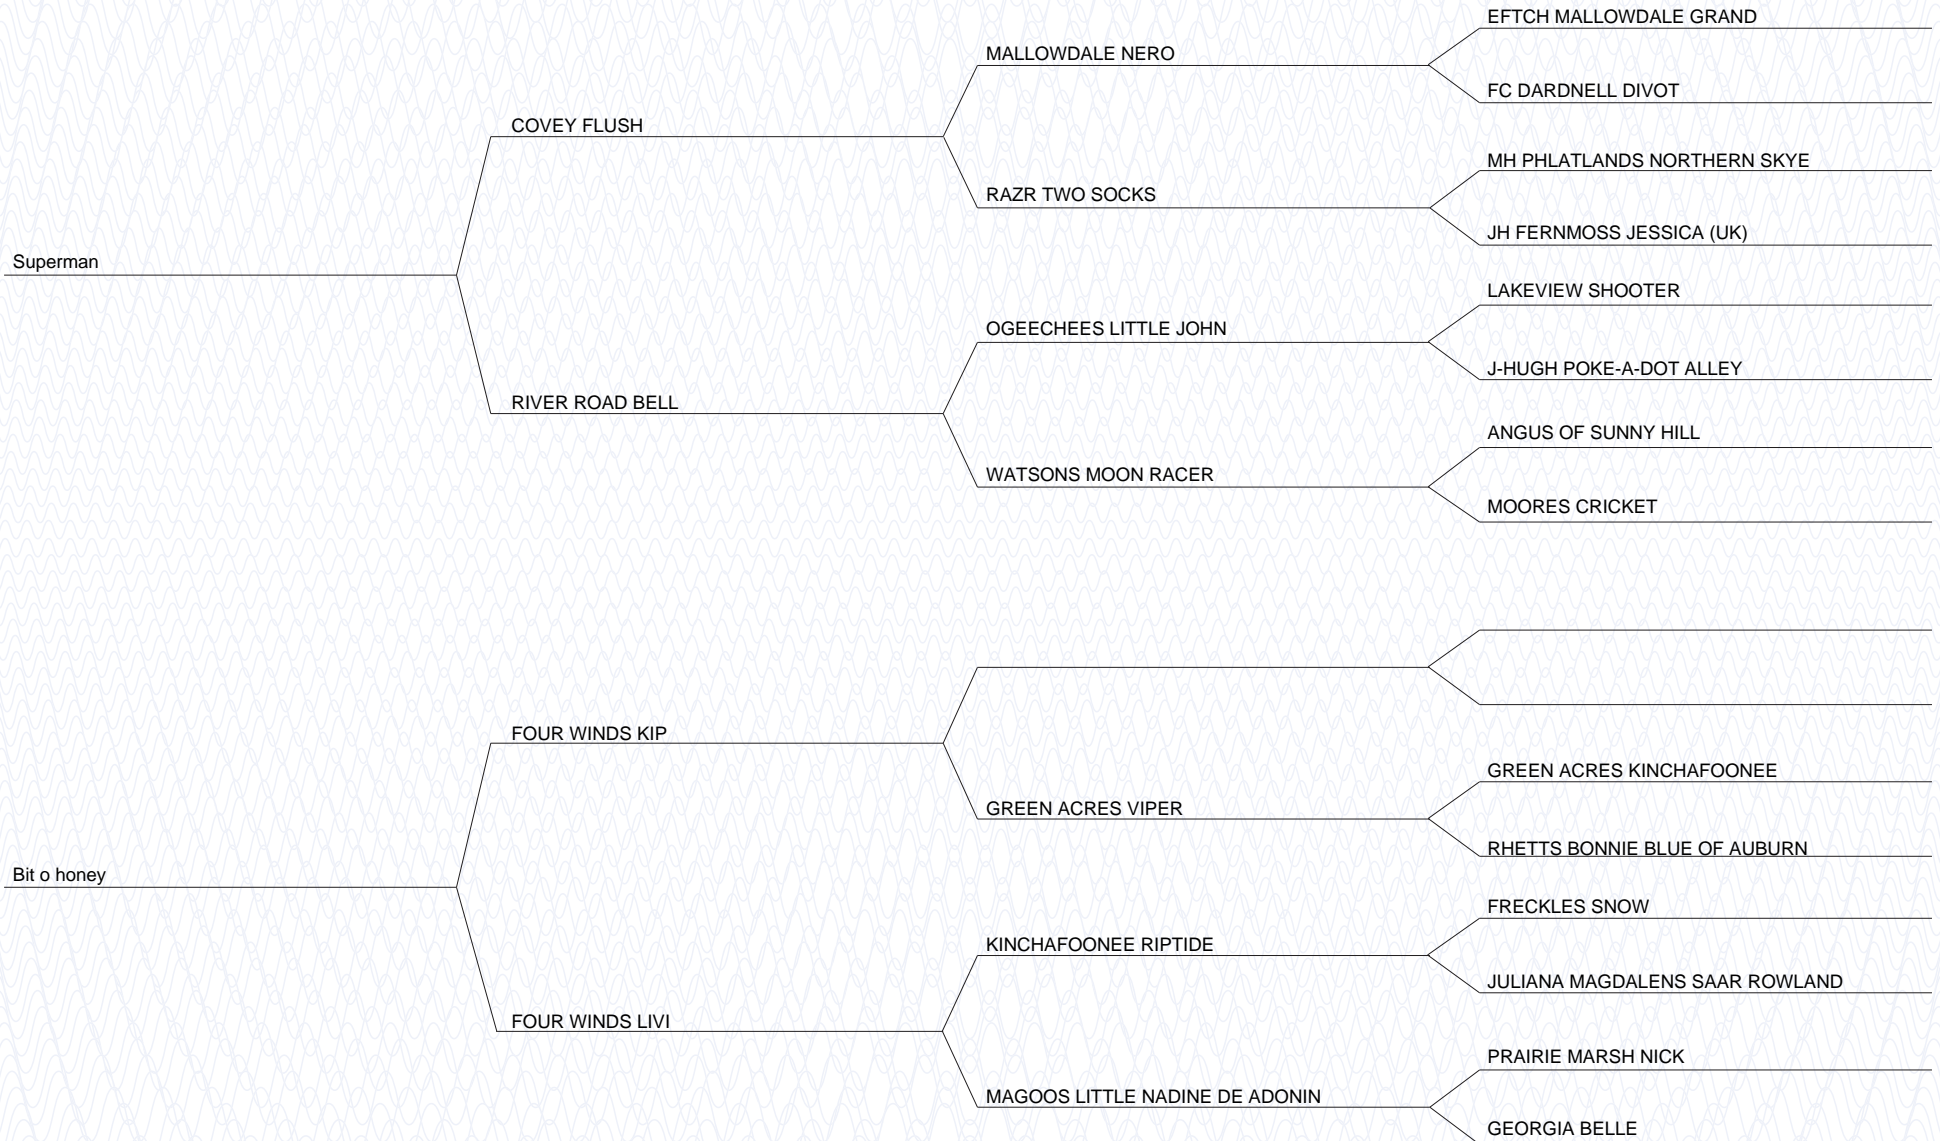 EFTCH MALLOWDALE GRAND
MALLOWDALE NERO
FC DARDNELL DIVOT
COVEY FLUSH
MH PHLATLANDS NORTHERN SKYE
RAZR TWO SOCKS
JH FERNMOSS JESSICA (UK)
Superman
LAKEVIEW SHOOTER
OGEECHEES LITTLE JOHN
J-HUGH POKE-A-DOT ALLEY
RIVER ROAD BELL
ANGUS OF SUNNY HILL
WATSONS MOON RACER
MOORES CRICKET
FOUR WINDS KIP
GREEN ACRES KINCHAFOONEE
GREEN ACRES VIPER
RHETTS BONNIE BLUE OF AUBURN
Bit o honey
FRECKLES SNOW
KINCHAFOONEE RIPTIDE
JULIANA MAGDALENS SAAR ROWLAND
FOUR WINDS LIVI
PRAIRIE MARSH NICK
MAGOOS LITTLE NADINE DE ADONIN
GEORGIA BELLE